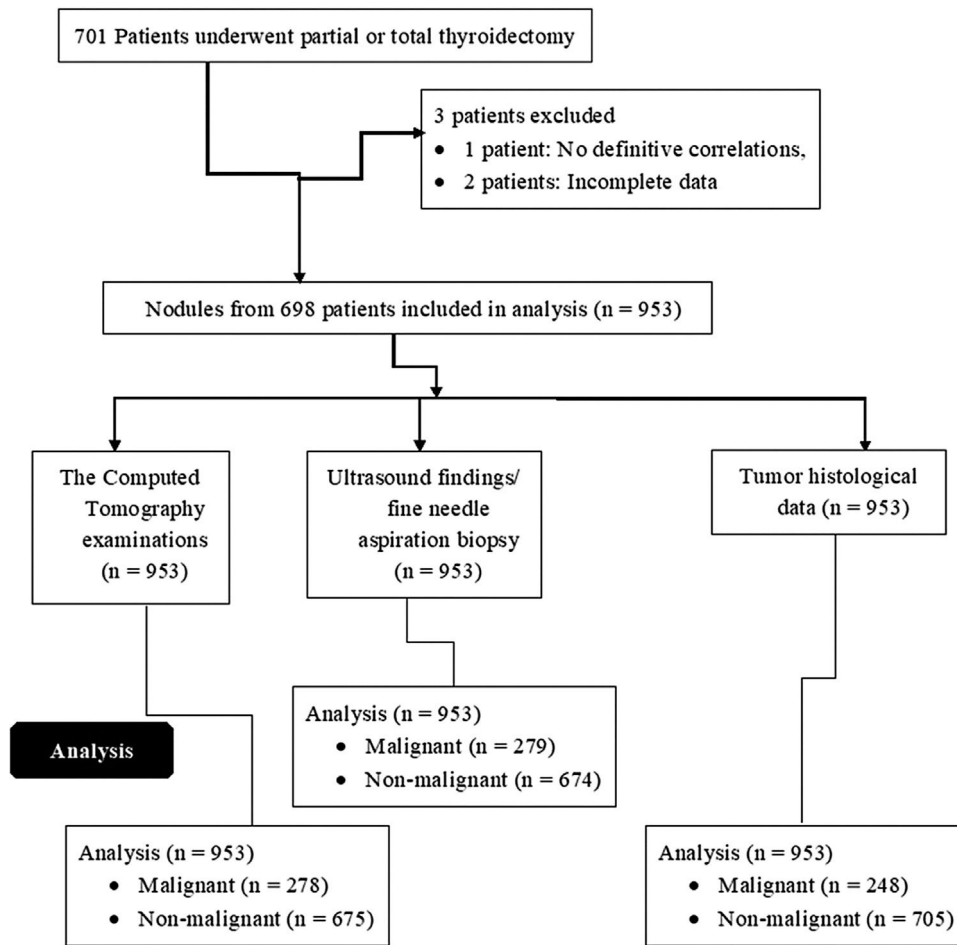 701 Patients underwent partial or total thyroidectomy
3 patients excluded
• 1 patient: No definitive correlations,
• 2 patients: Incomplete data
Nodules from 698 patients included in analysis (n = 953)
The Computed
Tomography
examinations
(n = 953)
Ultrasound findings/
fine needle
aspiration biopsy
(n = 953)
Tumor histological
data (n = 953)
Analysis
Analysis (n = 953)
• Malignant (n = 279)
• Non-malignant (n = 674)
Analysis (n = 953)
• Malignant (n = 278)
• Non-malignant (n = 675)
Analysis (n = 953)
• Malignant (n = 248)
• Non-malignant (n = 705)